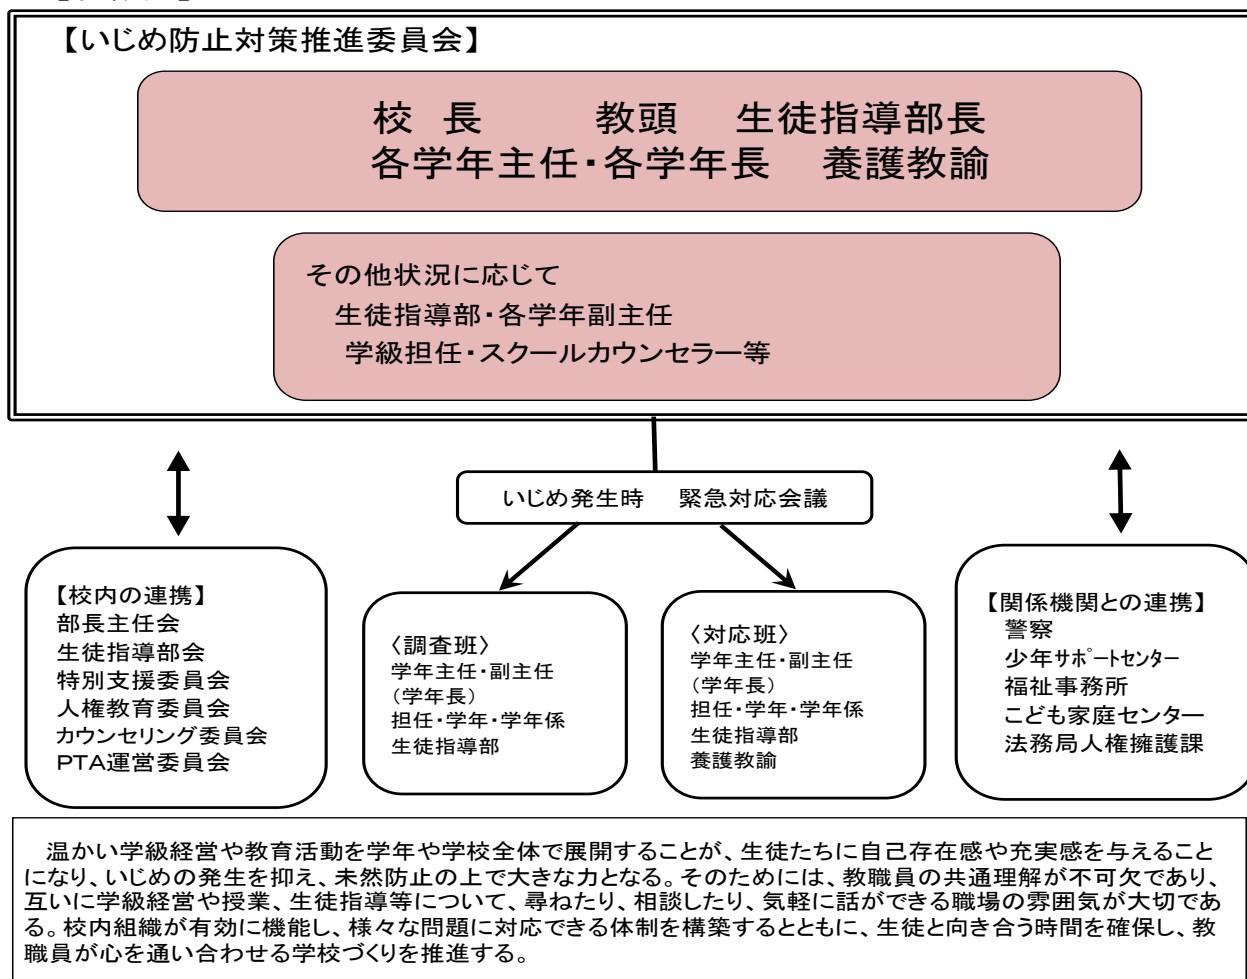 【いじめ防止対策推進委員会】
校 長　　教頭　生徒指導部長
各学年主任・各学年長　養護教諭
その他状況に応じて
生徒指導部・各学年副主任
学級担任・スクールカウンセラー等
いじめ発生時　緊急対応会議
【校内の連携】
部長主任会
生徒指導部会
特別支援委員会
人権教育委員会
カウンセリング委員会
PTA運営委員会
〈調査班〉
学年主任・副主任
（学年長）
担任・学年・学年係
生徒指導部
〈対応班〉
学年主任・副主任
（学年長）
担任・学年・学年係
生徒指導部
養護教諭
【関係機関との連携】
警察
少年ｻﾎﾟｰﾄｾﾝﾀｰ
福祉事務所
こども家庭センター
法務局人権擁護課
温かい学級経営や教育活動を学年や学校全体で展開することが、生徒たちに自己存在感や充実感を与えること
になり、いじめの発生を抑え、未然防止の上で大きな力となる。そのためには、教職員の共通理解が不可欠であり、
互いに学級経営や授業、生徒指導等について、尋ねたり、相談したり、気軽に話ができる職場の雰囲気が大切であ
る。校内組織が有効に機能し、様々な問題に対応できる体制を構築するとともに、生徒と向き合う時間を確保し、教
職員が心を通い合わせる学校づくりを推進する。